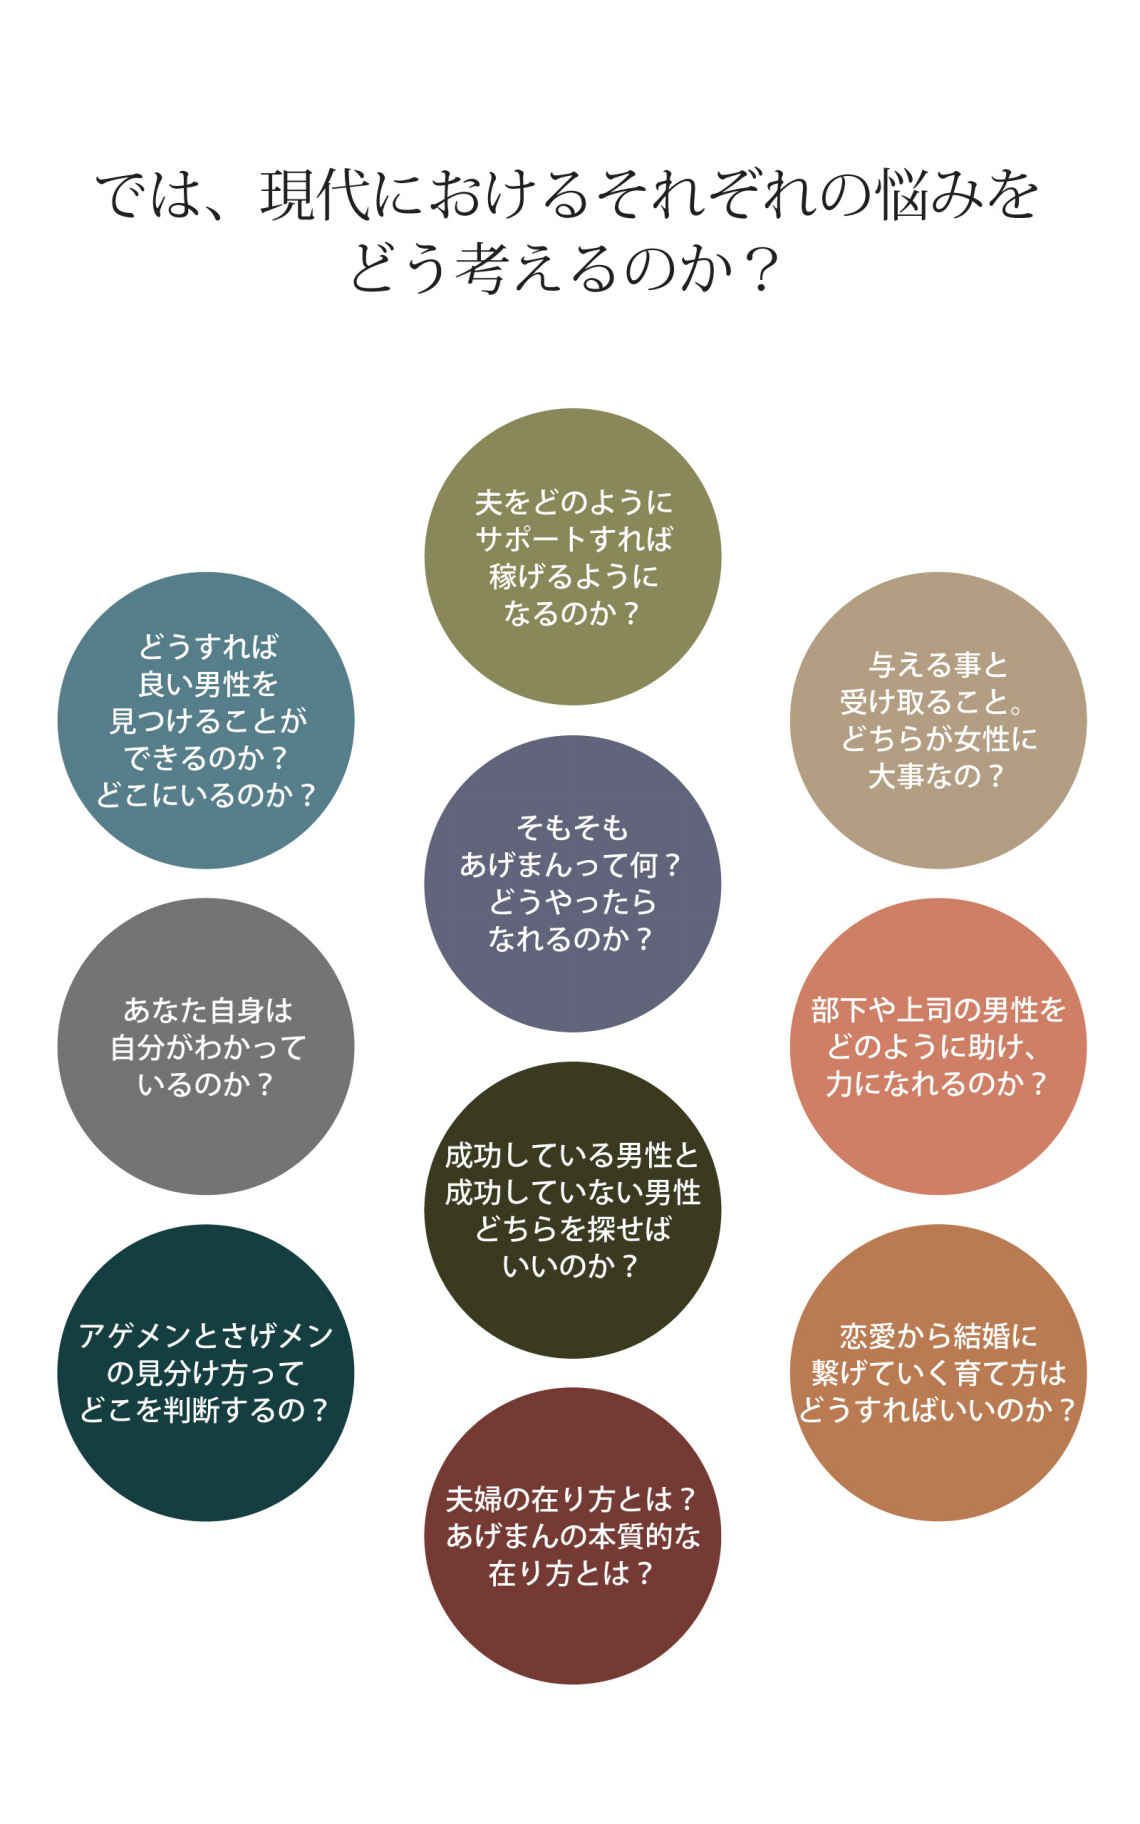 では、現代におけるそれぞれの悩みを
どう考えるのか？
夫をどのように
サポートすれば
稼げるように
なるのか？
どうすれば
良い男性を
見つけることが
できるのか？
どこにいるのか？
与える事と
受け取ること。
どちらが女性に
大事なの？
そもそも
あげまんって何？
どうやったら
なれるのか？
あなた自身は
自分がわかって
いるのか？
部下や上司の男性を
どのように助け、
力になれるのか？
成功している男性と
成功していない男性
どちらを探せば
いいのか？
アゲメンとさげメン
の見分け方って
どこを判断するの？
恋愛から結婚に
繋げていく育て方は
どうすればいいのか？
夫婦の在り方とは？
あげまんの本質的な
在り方とは？